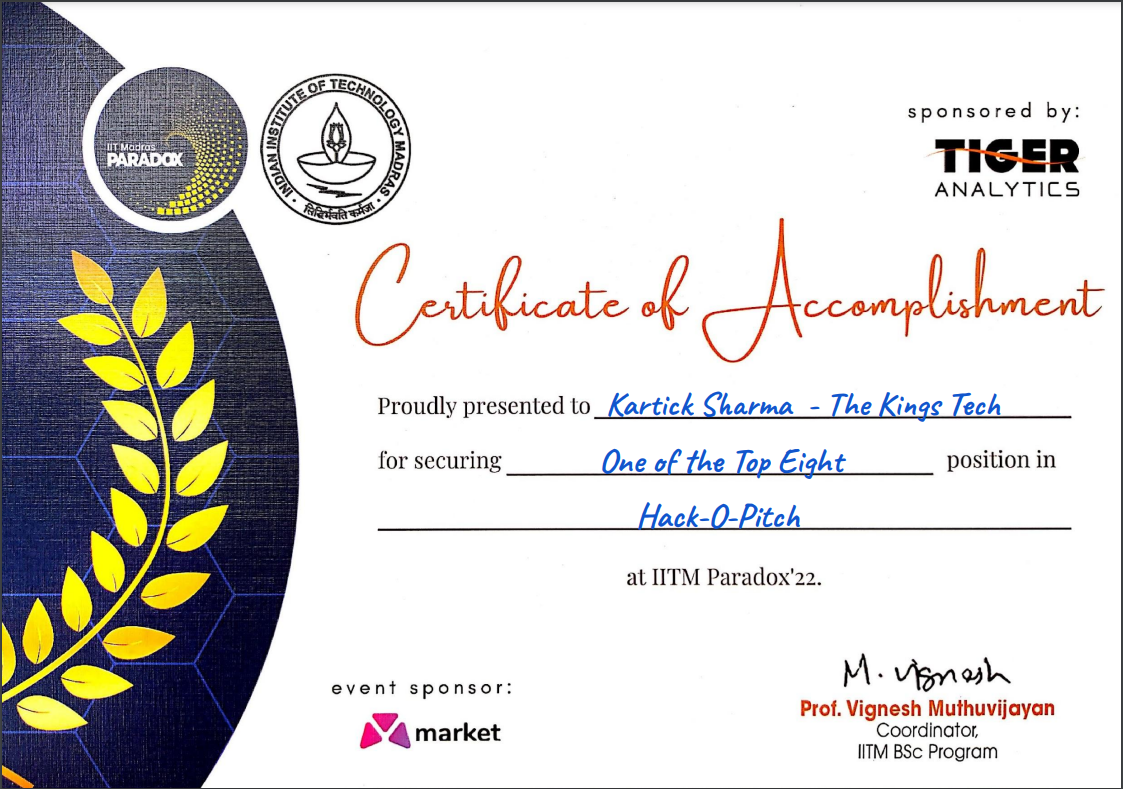 IIT Madras
PARADOX
INDIAN INSTITUTE OF TECHNOLOGY MADRAS
सिद्धिर्भवति कर्मजा
sponsored by:
TIGER
ANALYTICS
Certificate of Accomplishment
Proudly presented to Kartick Sharma - The Kings Tech
for securing One of the Top Eight position in
Hack-O-Pitch
at IITM Paradox'22.
event sponsor:
market
M. Vignesh
Prof. Vignesh Muthuvijayan
Coordinator,
IITM BSc Program